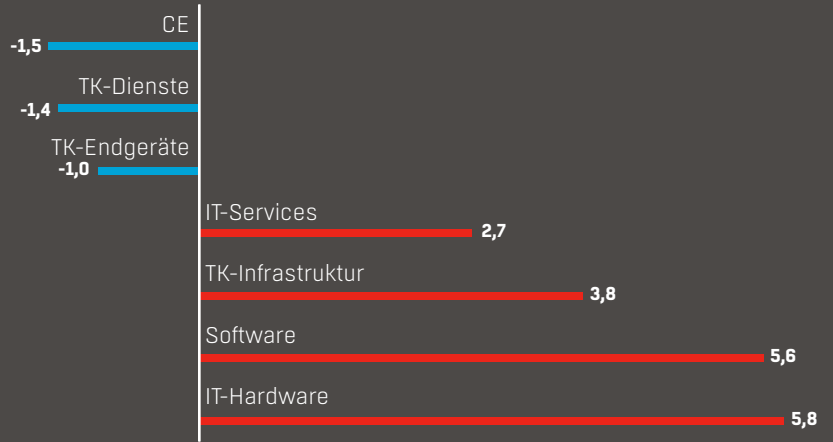 CE
-1,5
TK-Dienste
-1,4
TK-Endgeräte
-1,0
IT-Services
2,7
TK-Infrastruktur
3,8
Software
5,6
IT-Hardware
5,8